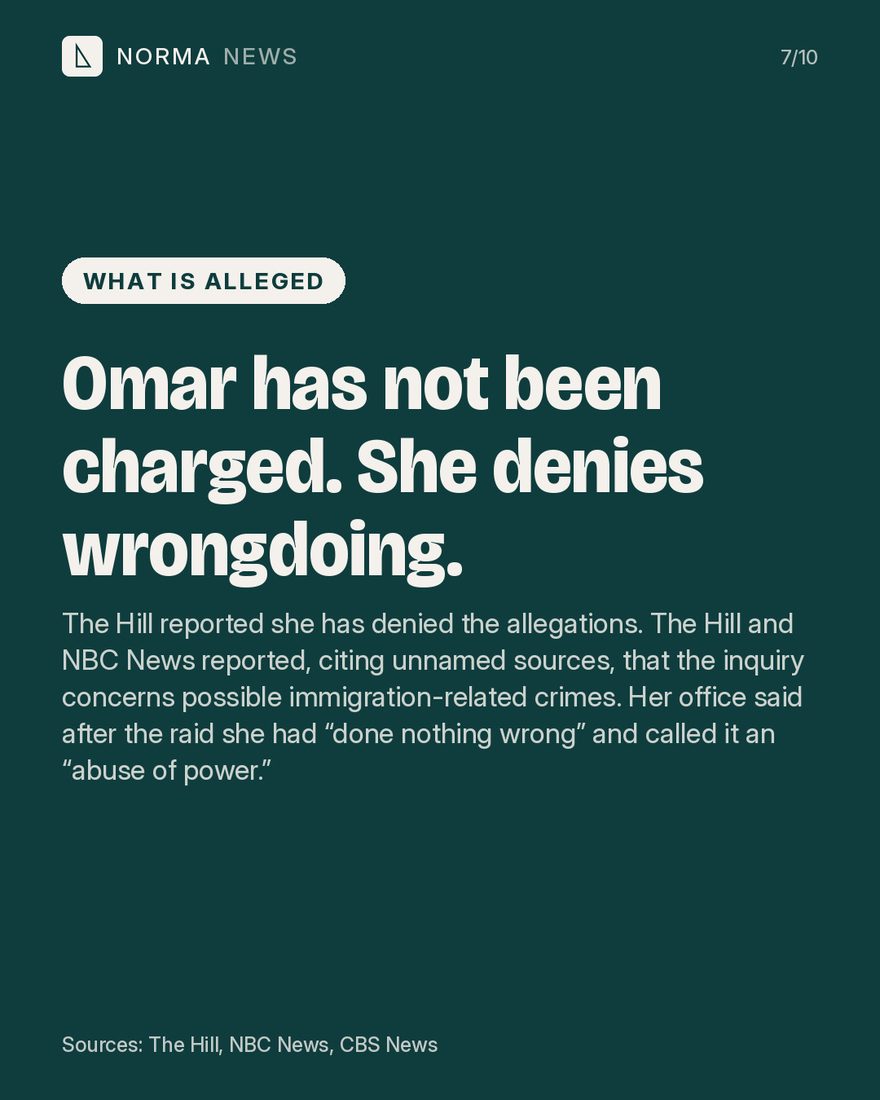 NORMA NEWS
7/10
WHAT IS ALLEGED
Omar has not been
charged. She denies
wrongdoing.
The Hill reported she has denied the allegations. The Hill and
NBC News reported, citing unnamed sources, that the inquiry
concerns possible immigration-related crimes. Her office said
after the raid she had “done nothing wrong” and called it an
“abuse of power.”
Sources: The Hill, NBC News, CBS News